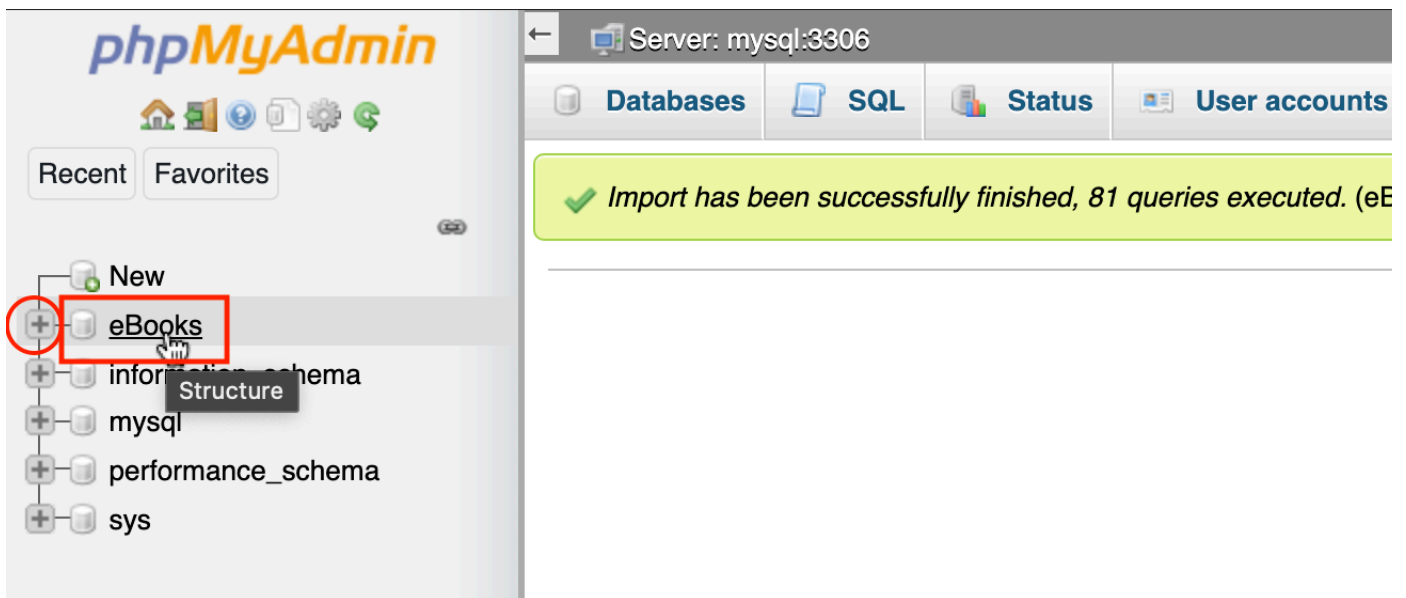 phpMyAdmin
Recent Favorites
New
eBooks
information_schema
Structure
mysql
performance_schema
sys
Server: mysql:3306
Databases SQL Status User accounts
Import has been successfully finished, 81 queries executed. (eB